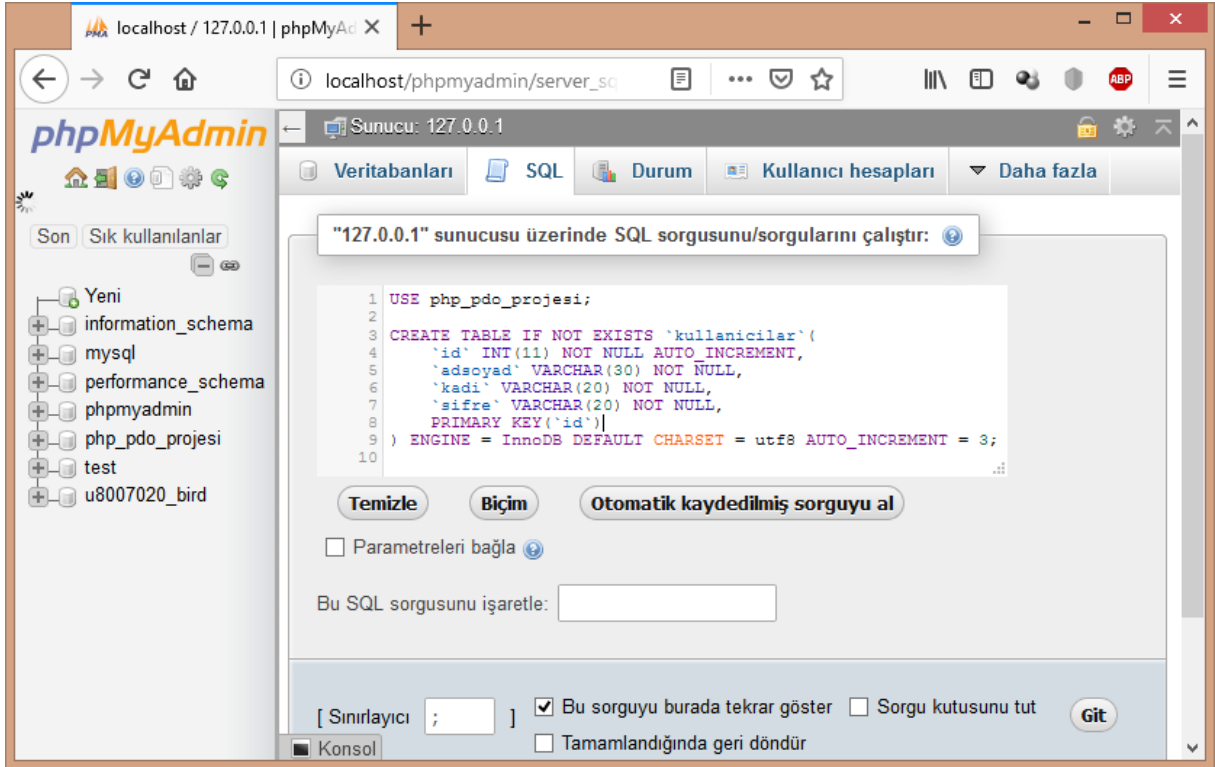 localhost / 127.0.0.1 | phpMyAd
localhost/phpmyadmin/server_sq
ABP
phpMyAdmin
Sunucu: 127.0.0.1
Veritabanları
SQL
Durum
Kullanıcı hesapları
Daha fazla
Son
Sık kullanılanlar
Yeni
information_schema
mysql
performance_schema
phpmyadmin
php_pdo_projesi
test
u8007020_bird
"127.0.0.1" sunucusu üzerinde SQL sorgusunu/sorgularını çalıştır:
1 USE php_pdo_projesi;
2
3 CREATE TABLE IF NOT EXISTS `kullanicilar`(
4 `id` INT(11) NOT NULL AUTO_INCREMENT,
5 `adsoyad` VARCHAR(30) NOT NULL,
6 `kadi` VARCHAR(20) NOT NULL,
7 `sifre` VARCHAR(20) NOT NULL,
8 PRIMARY KEY(`id`)
9 ) ENGINE = InnoDB DEFAULT CHARSET = utf8 AUTO_INCREMENT = 3;
10
Temizle
Biçim
Otomatik kaydedilmiş sorguyu al
Parametreleri bağla
Bu SQL sorgusunu işaretle:
[ Sınırlayıcı ; ]
Bu sorguyu burada tekrar göster
Sorgu kutusunu tut
Tamamlandığında geri döndür
Git
Konsol